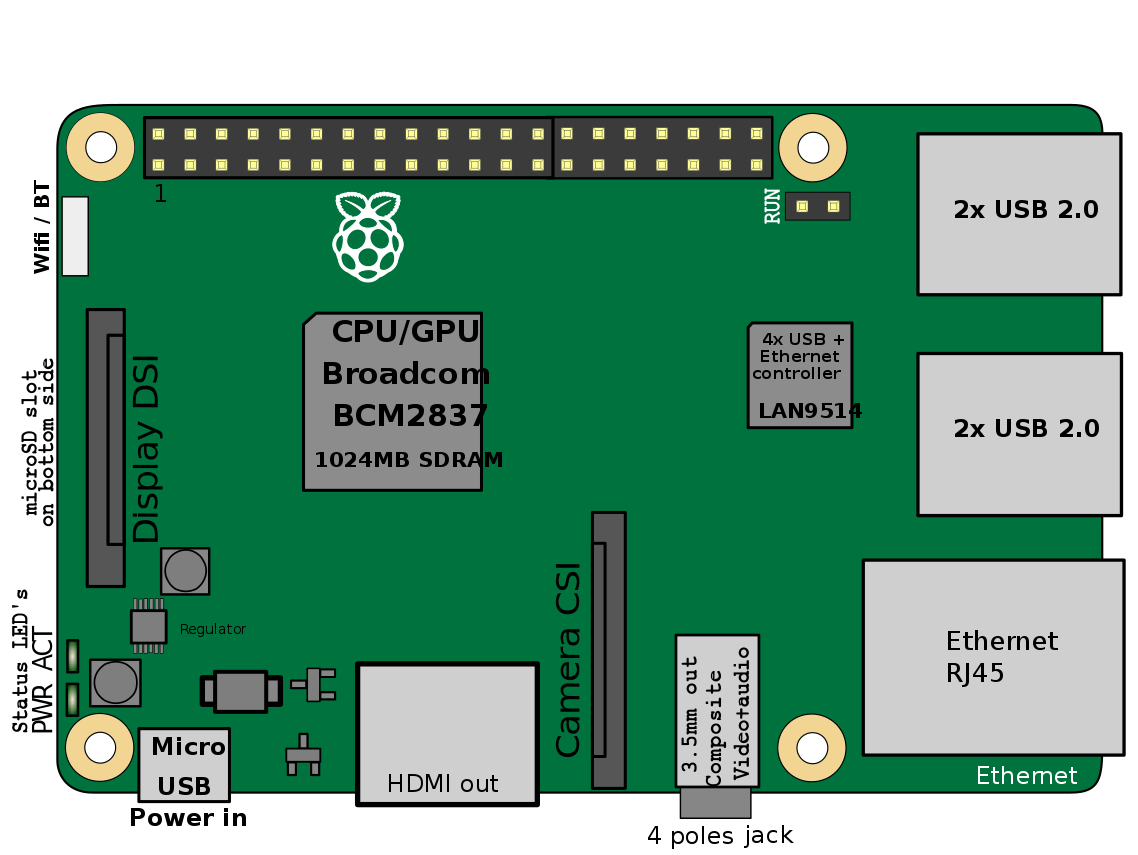 1
Wifi / BT
RUN
2x USB 2.0
CPU/GPU
Broadcom
BCM2837
1024MB SDRAM
4x USB +
Ethernet
controller
LAN9514
microSD slot
on bottom side
Display DSI
2x USB 2.0
Regulator
Status LED's
PWR ACT
Camera CSI
Ethernet
RJ45
3.5mm out
Composite
Video+audio
Micro
USB
HDMI out
Ethernet
Power in
4 poles jack